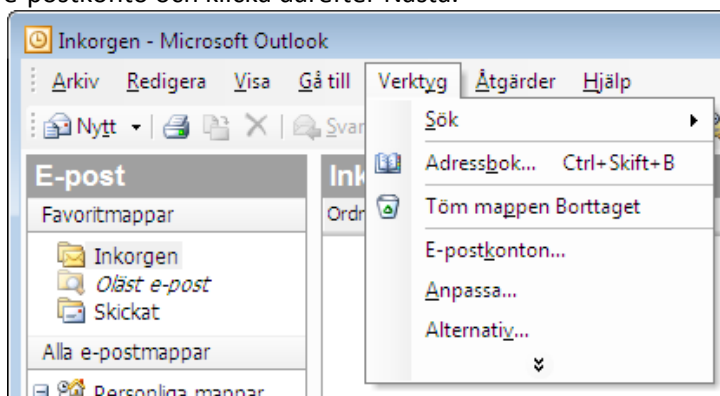 e-postkonto och klicka därefter Nästa.
Inkorgen - Microsoft Outlook
Arkiv Redigera Visa Gå till Verktyg Åtgärder Hjälp
Nytt Svar
Sök
Adressbok... Ctrl+Skift+B
Töm mappen Borttaget
E-postkonton...
Anpassa...
Alternativ...
E-post Ink
Favoritmappar Ordn
Inkorgen
Oläst e-post
Skickat
Alla e-postmappar
Personliga mappar